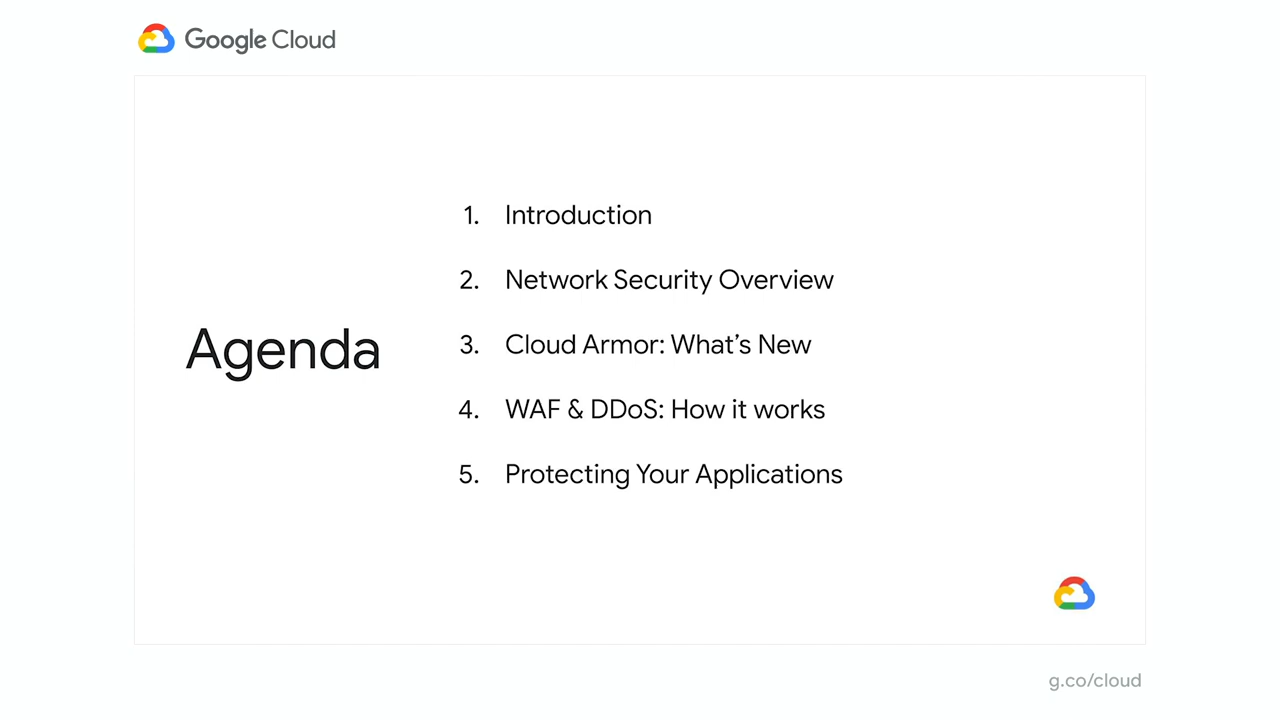 Google Cloud
Agenda
1. Introduction
2. Network Security Overview
3. Cloud Armor: What’s New
4. WAF & DDoS: How it works
5. Protecting Your Applications
g.co/cloud